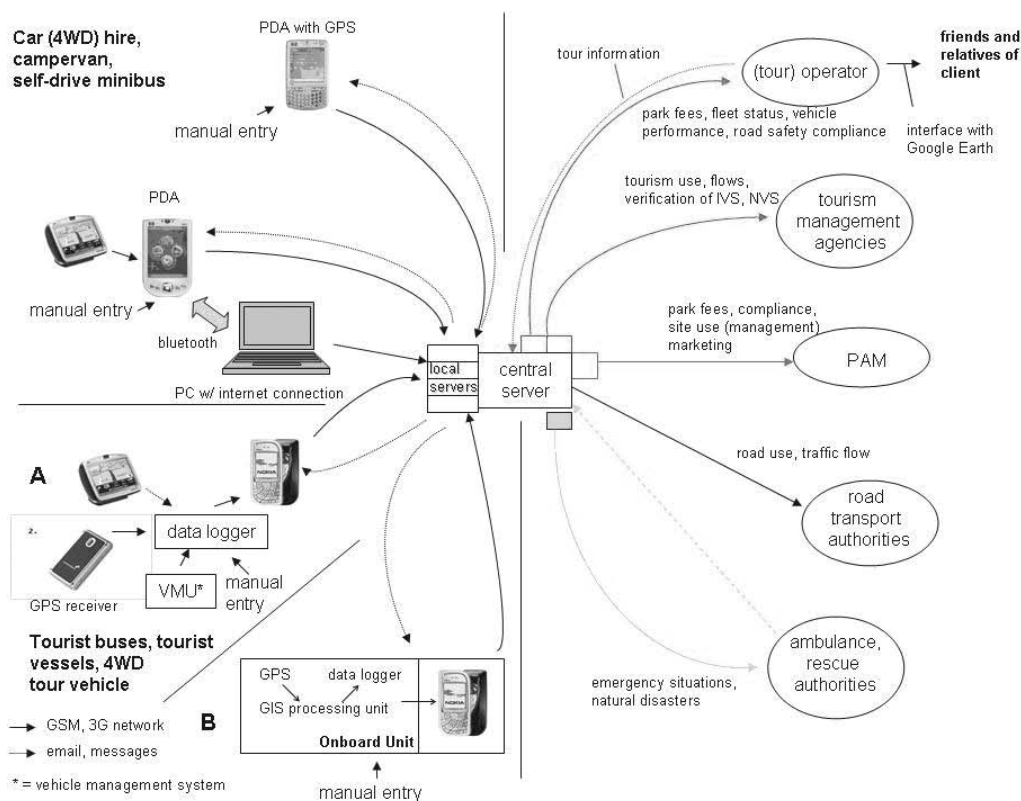 Car (4WD) hire,
campervan,
self-drive minibus
PDA with GPS
manual entry
PDA
manual entry
bluetooth
PC w/ internet connection
local
servers
central
server
tour information
(tour) operator
friends and
relatives of
client
park fees, fleet status, vehicle
performance, road safety compliance
interface with
Google Earth
tourism use, flows,
verification of IVS, NVS
tourism
management
agencies
park fees, compliance,
site use (management)
marketing
PAM
road use, traffic flow
road
transport
authorities
ambulance,
rescue
authorities
emergency situations,
natural disasters
A
NOKIA
2.
data logger
GPS receiver
VMU*
manual
entry
Tourist buses, tourist
vessels, 4WD
tour vehicle
B
GPS
data logger
GIS processing unit
NOKIA
Onboard Unit
manual entry
GSM, 3G network
email, messages
* = vehicle management system